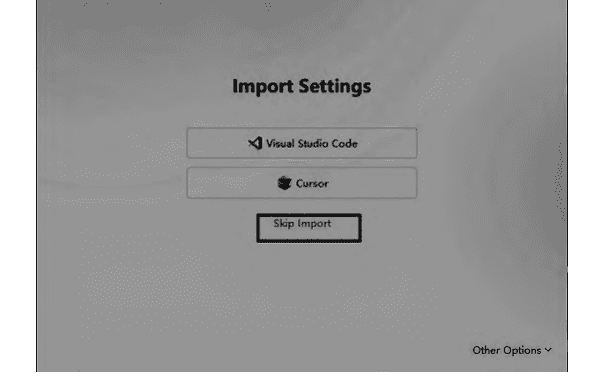 Import Settings
Visual Studio Code
Cursor
Skip Import
Other Options